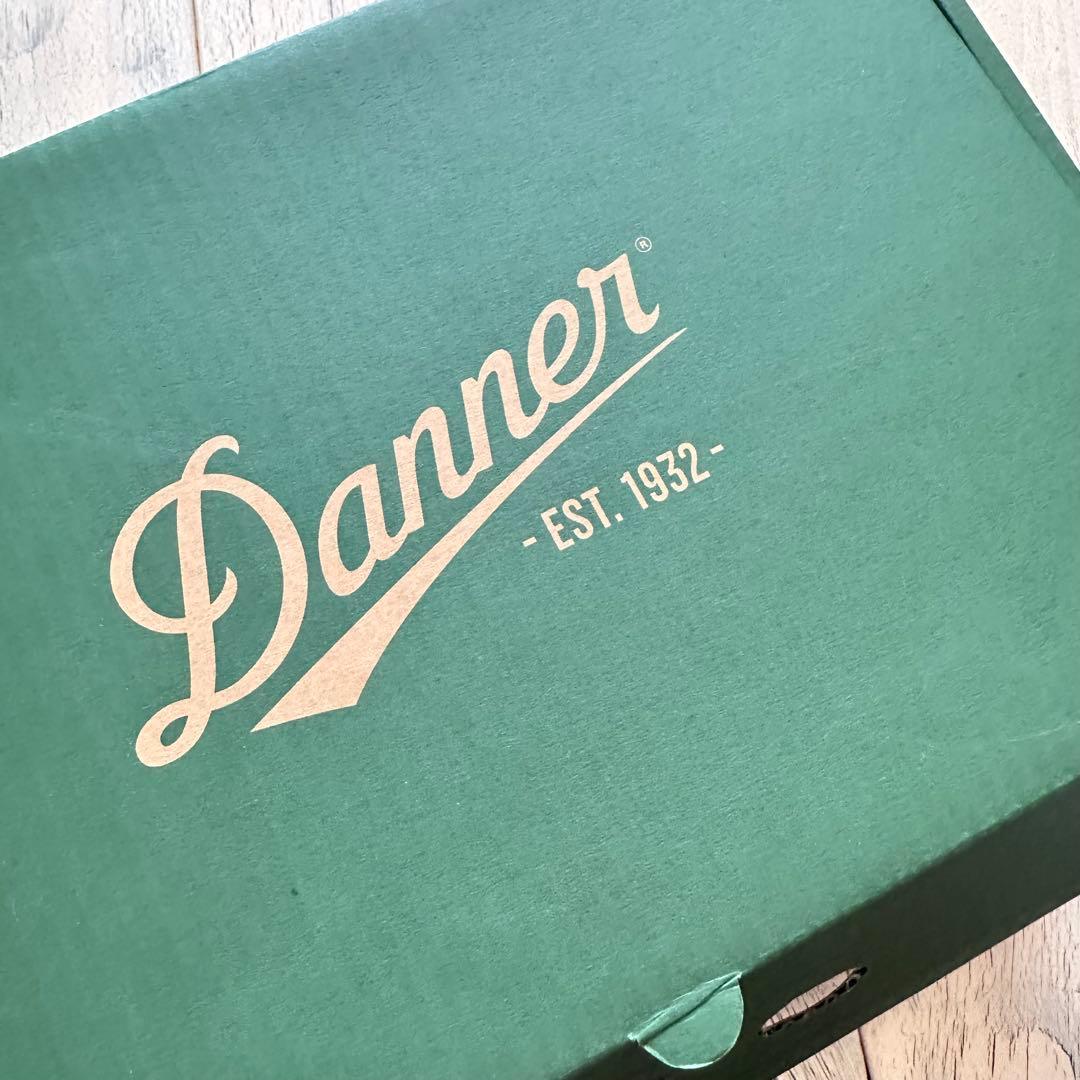 Danner®
- EST. 1932 -